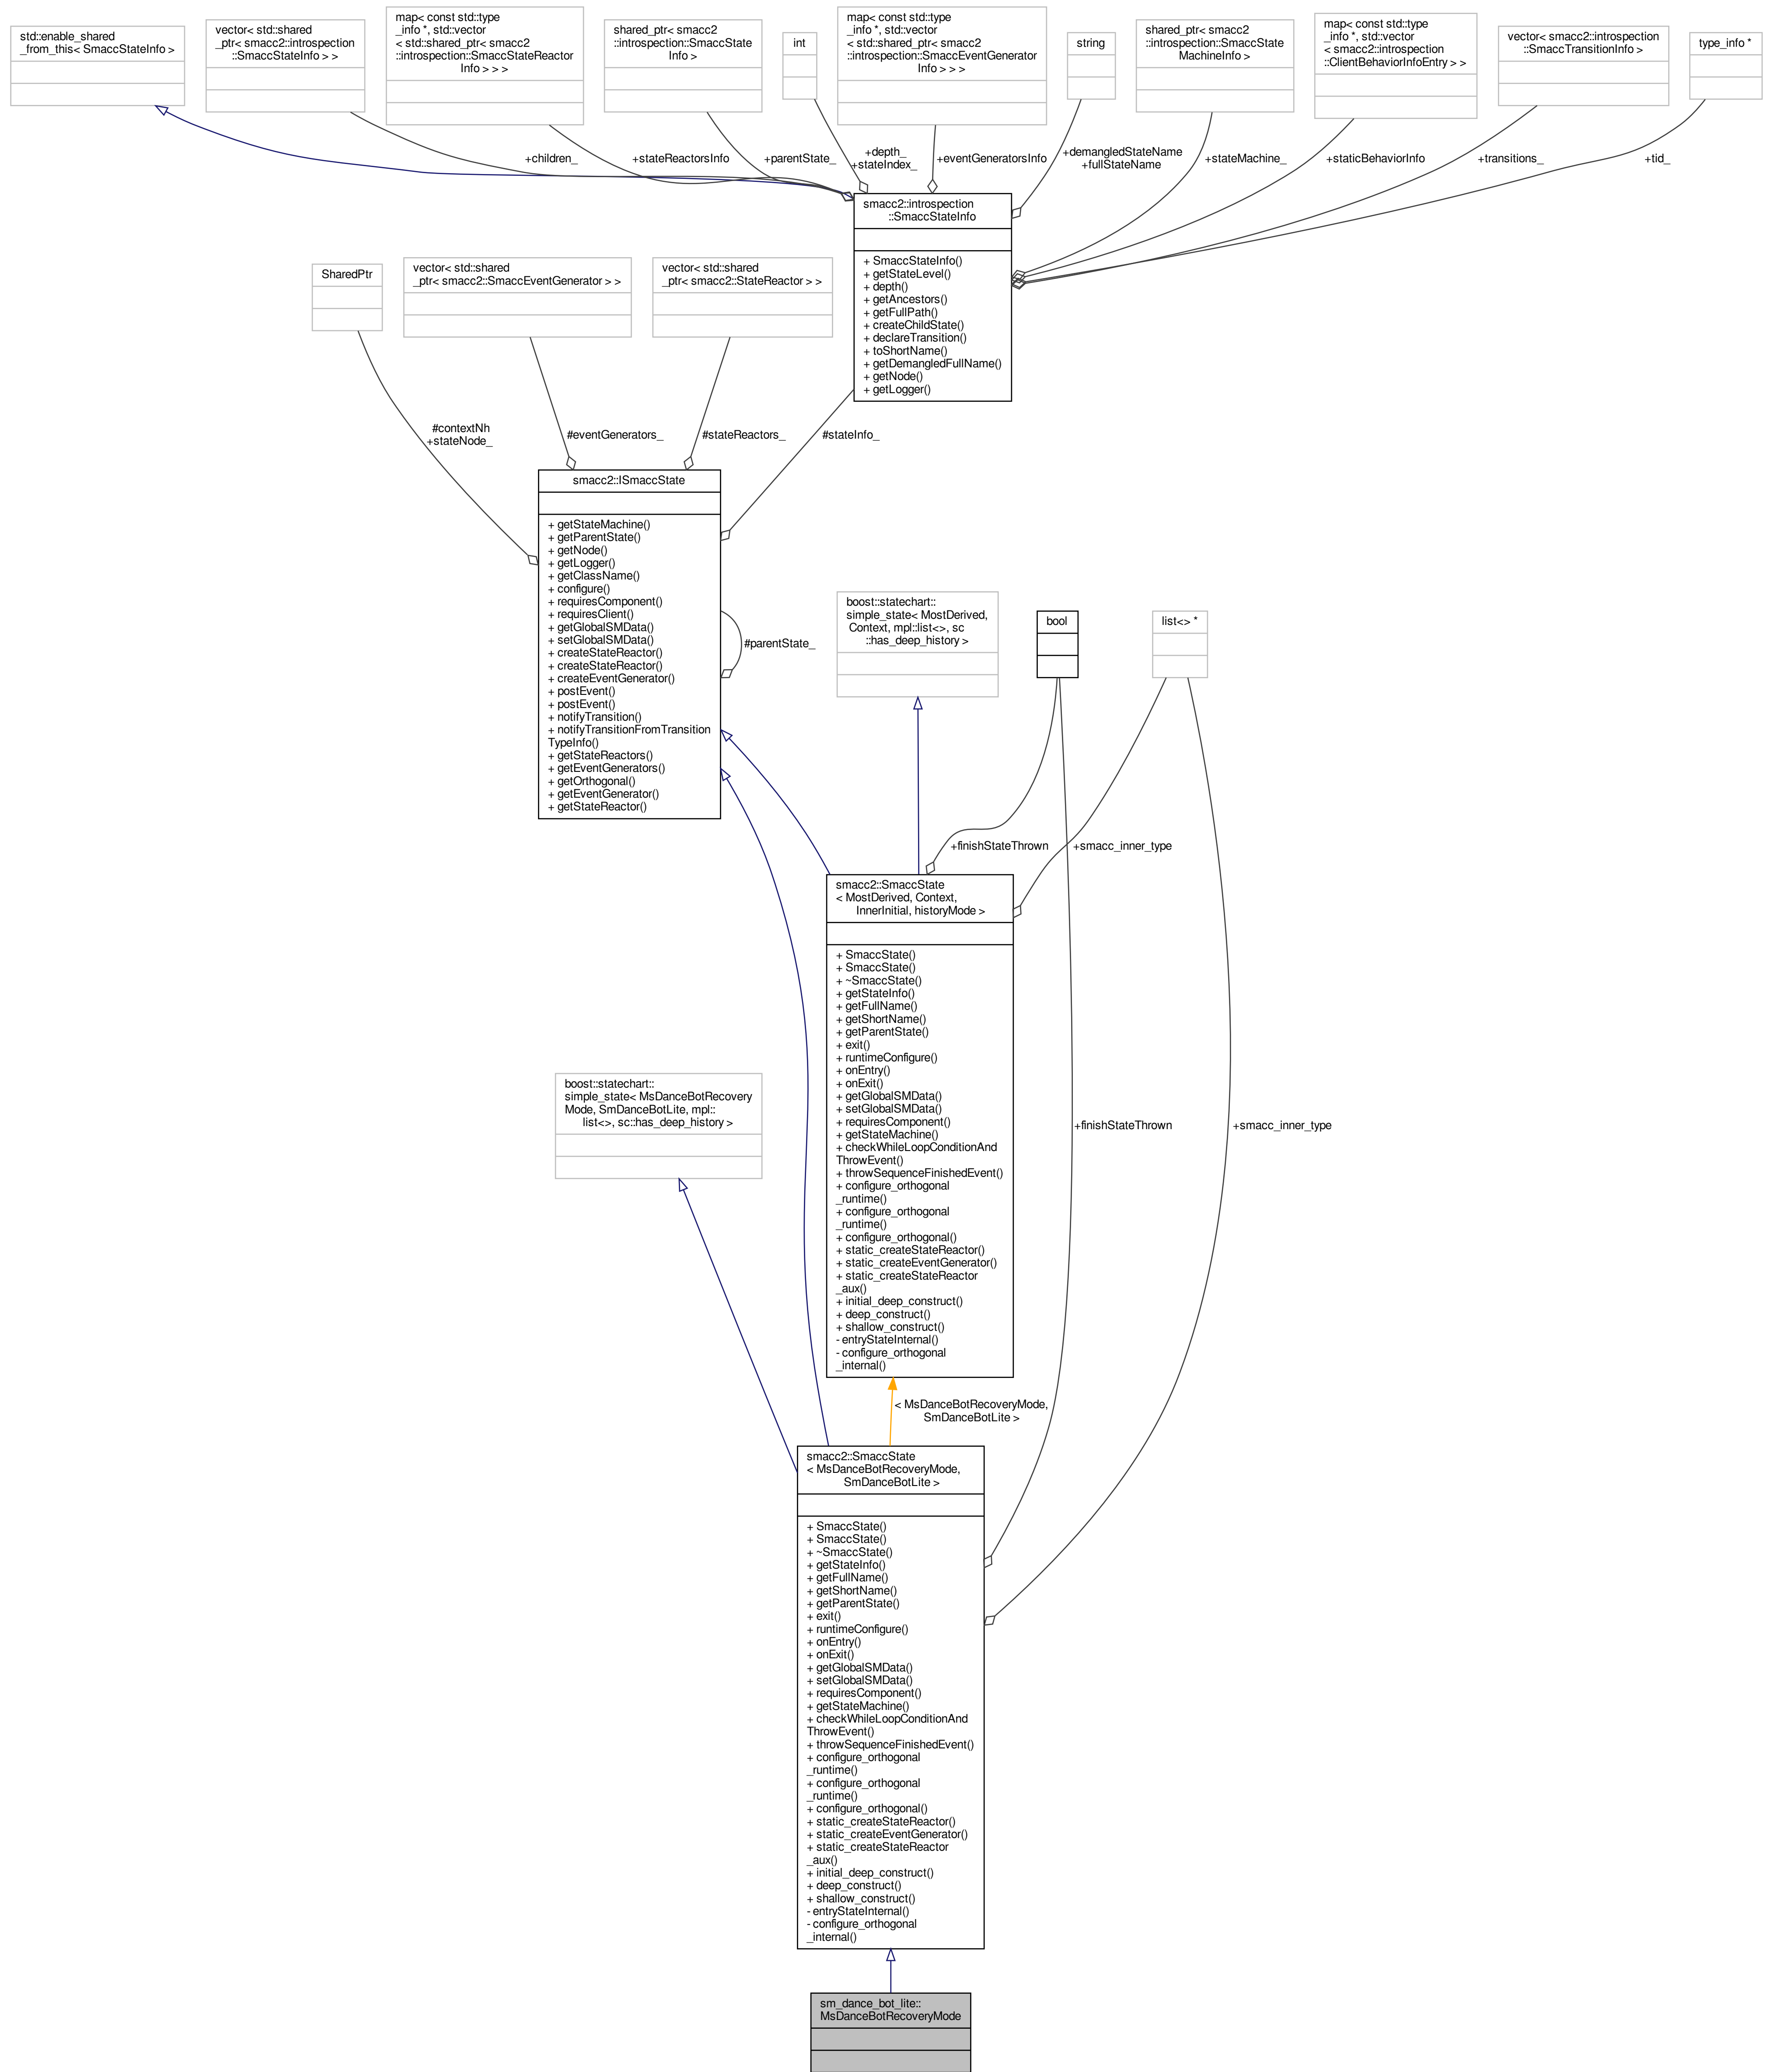 std::enable_shared
_from_this< SmaccStateInfo >
vector< std::shared
_ptr< smacc2::introspection
::SmaccStateInfo > >
map< const std::type
_info *, std::vector
< std::shared_ptr< smacc2
::introspection::SmaccStateReactor
Info > > >
shared_ptr< smacc2
::introspection::SmaccState
Info >
int
map< const std::type
_info *, std::vector
< std::shared_ptr< smacc2
::introspection::SmaccEventGenerator
Info > > >
string
shared_ptr< smacc2
::introspection::SmaccState
MachineInfo >
map< const std::type
_info *, std::vector
< smacc2::introspection
::ClientBehaviorInfoEntry > >
vector< smacc2::introspection
::SmaccTransitionInfo >
type_info *
+children_
+stateReactorsInfo
+parentState_
+depth_
+stateIndex_
+eventGeneratorsInfo
+demangledStateName
+fullStateName
+stateMachine_
+staticBehaviorInfo
+transitions_
+tid_
smacc2::introspection
::SmaccStateInfo
+ SmaccStateInfo()
+ getStateLevel()
+ depth()
+ getAncestors()
+ getFullPath()
+ createChildState()
+ declareTransition()
+ toShortName()
+ getDemangledFullName()
+ getNode()
+ getLogger()
SharedPtr
vector< std::shared
_ptr< smacc2::SmaccEventGenerator > >
vector< std::shared
_ptr< smacc2::StateReactor > >
#contextNh
+stateNode_
#eventGenerators_
#stateReactors_
#stateInfo_
smacc2::ISmaccState
+ getStateMachine()
+ getParentState()
+ getNode()
+ getLogger()
+ getClassName()
+ configure()
+ requiresComponent()
+ requiresClient()
+ getGlobalSMData()
+ setGlobalSMData()
+ createStateReactor()
+ createStateReactor()
+ createEventGenerator()
+ postEvent()
+ postEvent()
+ notifyTransition()
+ notifyTransitionFromTransition
TypeInfo()
+ getStateReactors()
+ getEventGenerators()
+ getOrthogonal()
+ getEventGenerator()
+ getStateReactor()
#parentState_
boost::statechart::
simple_state< MostDerived,
Context, mpl::list<>, sc
::has_deep_history >
bool
list<> *
+finishStateThrown
+smacc_inner_type
smacc2::SmaccState
< MostDerived, Context,
InnerInitial, historyMode >
+ SmaccState()
+ SmaccState()
+ ~SmaccState()
+ getStateInfo()
+ getFullName()
+ getShortName()
+ getParentState()
+ exit()
+ runtimeConfigure()
+ onEntry()
+ onExit()
+ getGlobalSMData()
+ setGlobalSMData()
+ requiresComponent()
+ getStateMachine()
+ checkWhileLoopConditionAnd
ThrowEvent()
+ throwSequenceFinishedEvent()
+ configure_orthogonal
_runtime()
+ configure_orthogonal
_runtime()
+ configure_orthogonal()
+ static_createStateReactor()
+ static_createEventGenerator()
+ static_createStateReactor
_aux()
+ initial_deep_construct()
+ deep_construct()
+ shallow_construct()
- entryStateInternal()
- configure_orthogonal
_internal()
boost::statechart::
simple_state< MsDanceBotRecovery
Mode, SmDanceBotLite, mpl::
list<>, sc::has_deep_history >
+finishStateThrown
+smacc_inner_type
< MsDanceBotRecoveryMode,
SmDanceBotLite >
smacc2::SmaccState
< MsDanceBotRecoveryMode,
SmDanceBotLite >
+ SmaccState()
+ SmaccState()
+ ~SmaccState()
+ getStateInfo()
+ getFullName()
+ getShortName()
+ getParentState()
+ exit()
+ runtimeConfigure()
+ onEntry()
+ onExit()
+ getGlobalSMData()
+ setGlobalSMData()
+ requiresComponent()
+ getStateMachine()
+ checkWhileLoopConditionAnd
ThrowEvent()
+ throwSequenceFinishedEvent()
+ configure_orthogonal
_runtime()
+ configure_orthogonal
_runtime()
+ configure_orthogonal()
+ static_createStateReactor()
+ static_createEventGenerator()
+ static_createStateReactor
_aux()
+ initial_deep_construct()
+ deep_construct()
+ shallow_construct()
- entryStateInternal()
- configure_orthogonal
_internal()
sm_dance_bot_lite::
MsDanceBotRecoveryMode